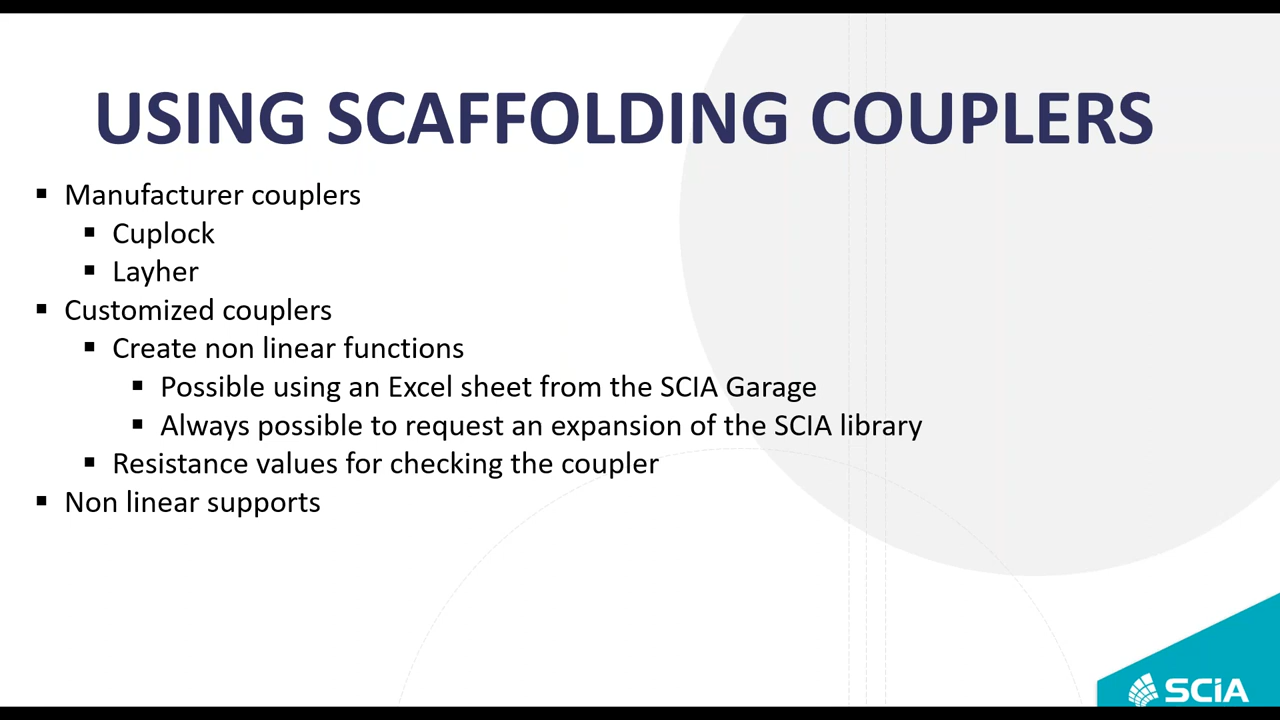 USING SCAFFOLDING COUPLERS
▪ Manufacturer couplers
▪ Cuplock
▪ Layher
▪ Customized couplers
▪ Create non linear functions
▪ Possible using an Excel sheet from the SCIA Garage
▪ Always possible to request an expansion of the SCIA library
▪ Resistance values for checking the coupler
▪ Non linear supports
SCIA